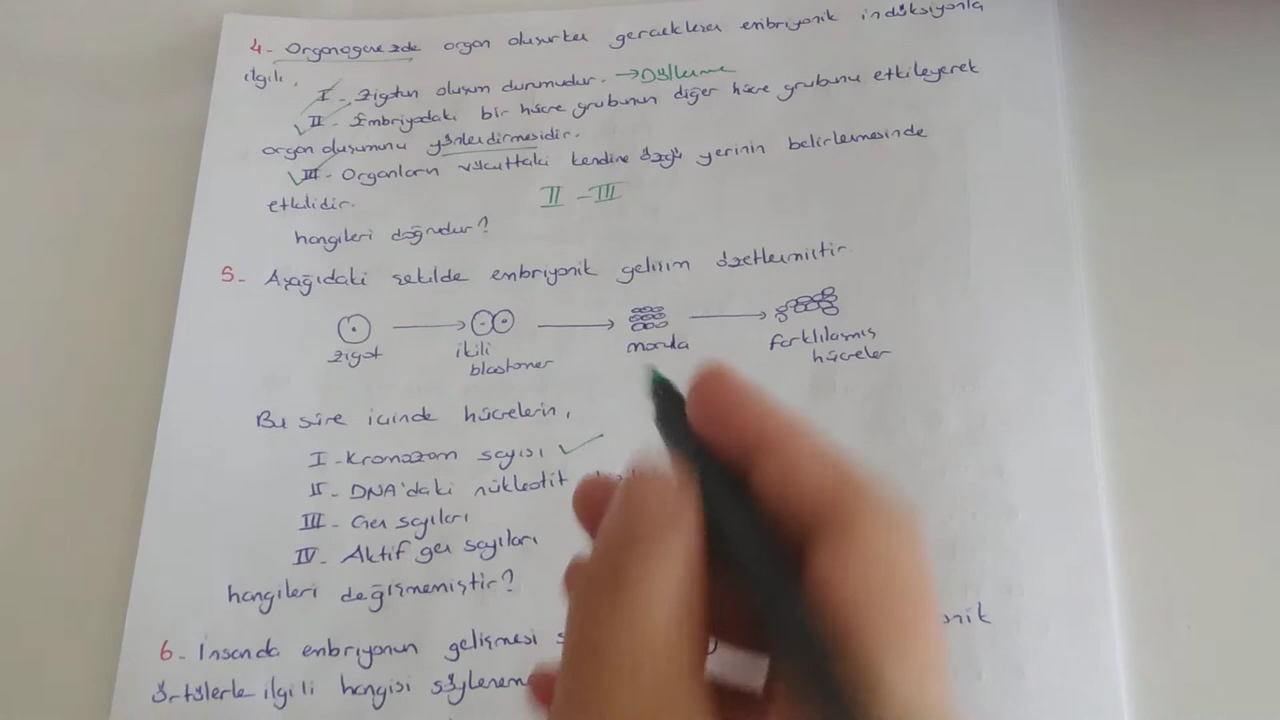 4- Organogenezde organ oluşurken gerçekleşen embriyonik indüksiyonla
ilgili,
I - Zigotun oluşum durumudur. → Döllenme
II - Embriyodaki bir hücre grubunun diğer hücre grubunu etkileyerek
organ oluşumunu yönlendirmesidir.
III - Organların vücuttaki kendine özgü yerinin belirlenmesinde
etkilidir.
II - III
hangileri doğrudur?
5- Aşağıdaki şekilde embriyonik gelişim özetlenmiştir.
zigot
ikili
blastomer
morula
farklılaşmış
hücreler
Bu süre içinde hücrelerin,
I - Kromozom sayısı
II - DNA'daki nükleotit
III - Gen sayıları
IV - Aktif gen sayıları
hangileri değişmemiştir?
6- İnsanda embriyonun gelişmesi
örtülerle ilgili hangisi